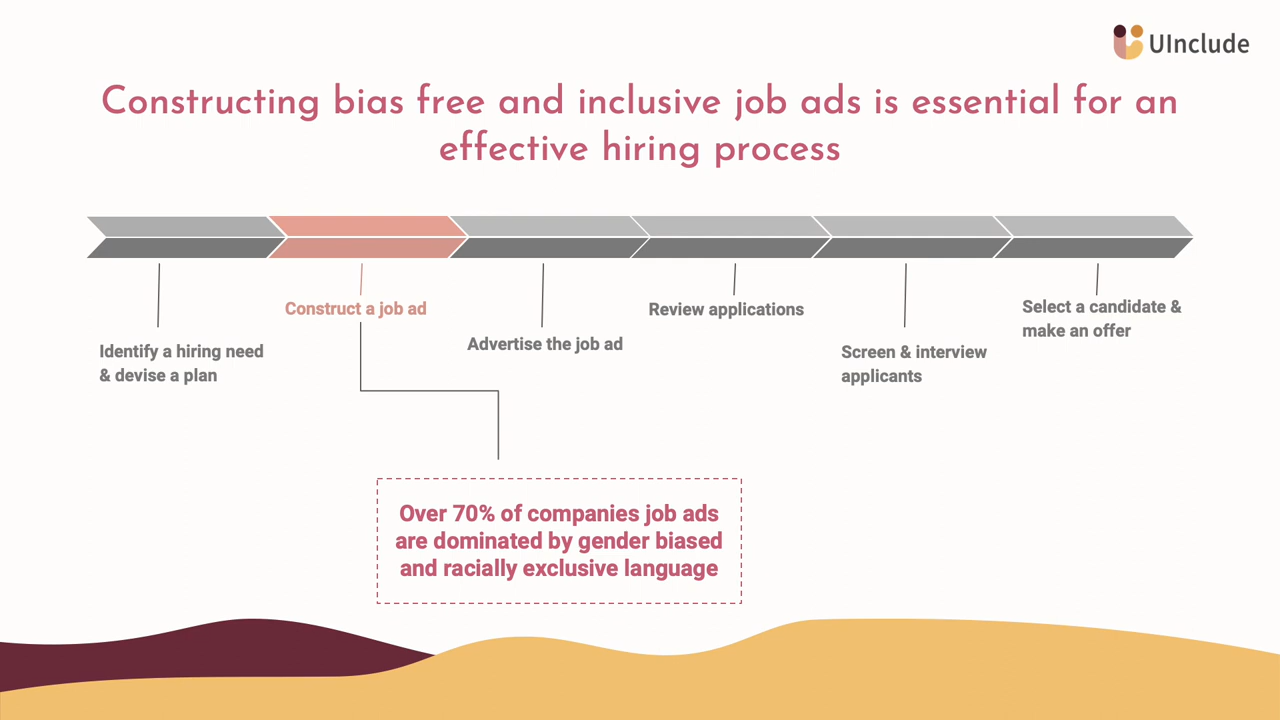 UInclude
Constructing bias free and inclusive job ads is essential for an
effective hiring process
Identify a hiring need
& devise a plan
Construct a job ad
Advertise the job ad
Review applications
Screen & interview
applicants
Select a candidate &
make an offer
Over 70% of companies job ads
are dominated by gender biased
and racially exclusive language